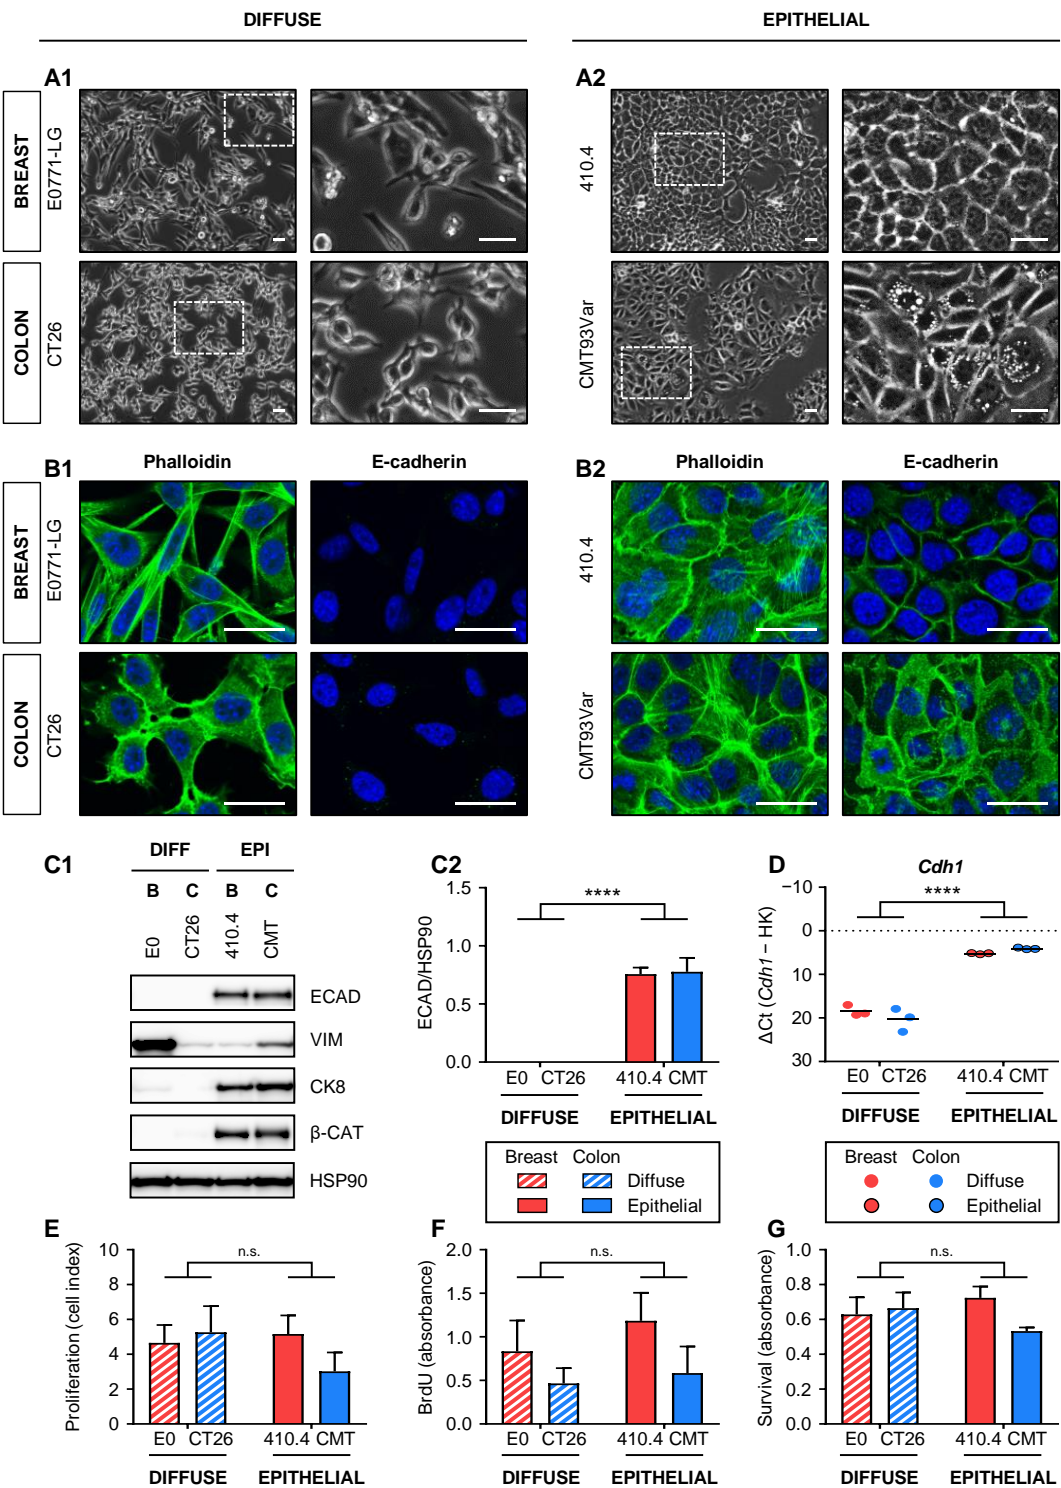 DIFFUSE
EPITHELIAL
A1
A2
BREAST
E0771-LG
410.4
COLON
CT26
CMT93Var
B1
Phalloidin
E-cadherin
B2
Phalloidin
E-cadherin
BREAST
E0771-LG
410.4
COLON
CT26
CMT93Var
C1
DIFF
EPI
B
C
B
C
E0
CT26
410.4
CMT
ECAD
VIM
CK8
β-CAT
HSP90
C2
ECAD/HSP90
1.5
1.0
0.5
0.0
****
E0 CT26
410.4 CMT
DIFFUSE
EPITHELIAL
D
Cdh1
ΔCt (Cdh1 – HK)
−10
0
10
20
30
****
E0 CT26
410.4 CMT
DIFFUSE
EPITHELIAL
Breast Colon
Diffuse
Epithelial
Breast Colon
Diffuse
Epithelial
E
Proliferation (cell index)
10
8
6
4
2
0
n.s.
E0 CT26
410.4 CMT
DIFFUSE
EPITHELIAL
F
BrdU (absorbance)
2.0
1.5
1.0
0.5
0.0
n.s.
E0 CT26
410.4 CMT
DIFFUSE
EPITHELIAL
G
Survival (absorbance)
1.0
0.8
0.6
0.4
0.2
0.0
n.s.
E0 CT26
410.4 CMT
DIFFUSE
EPITHELIAL